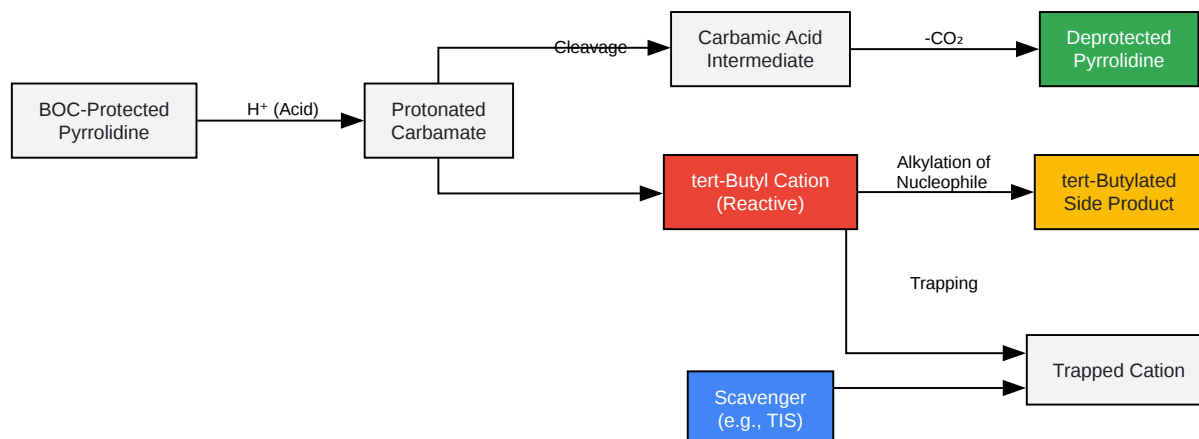 BOC-Protected
Pyrrolidine
H⁺ (Acid)
Protonated
Carbamate
Cleavage
Carbamic Acid
Intermediate
-CO₂
Deprotected
Pyrrolidine
tert-Butyl Cation
(Reactive)
Alkylation of
Nucleophile
tert-Butylated
Side Product
Trapping
Trapped Cation
Scavenger
(e.g., TIS)